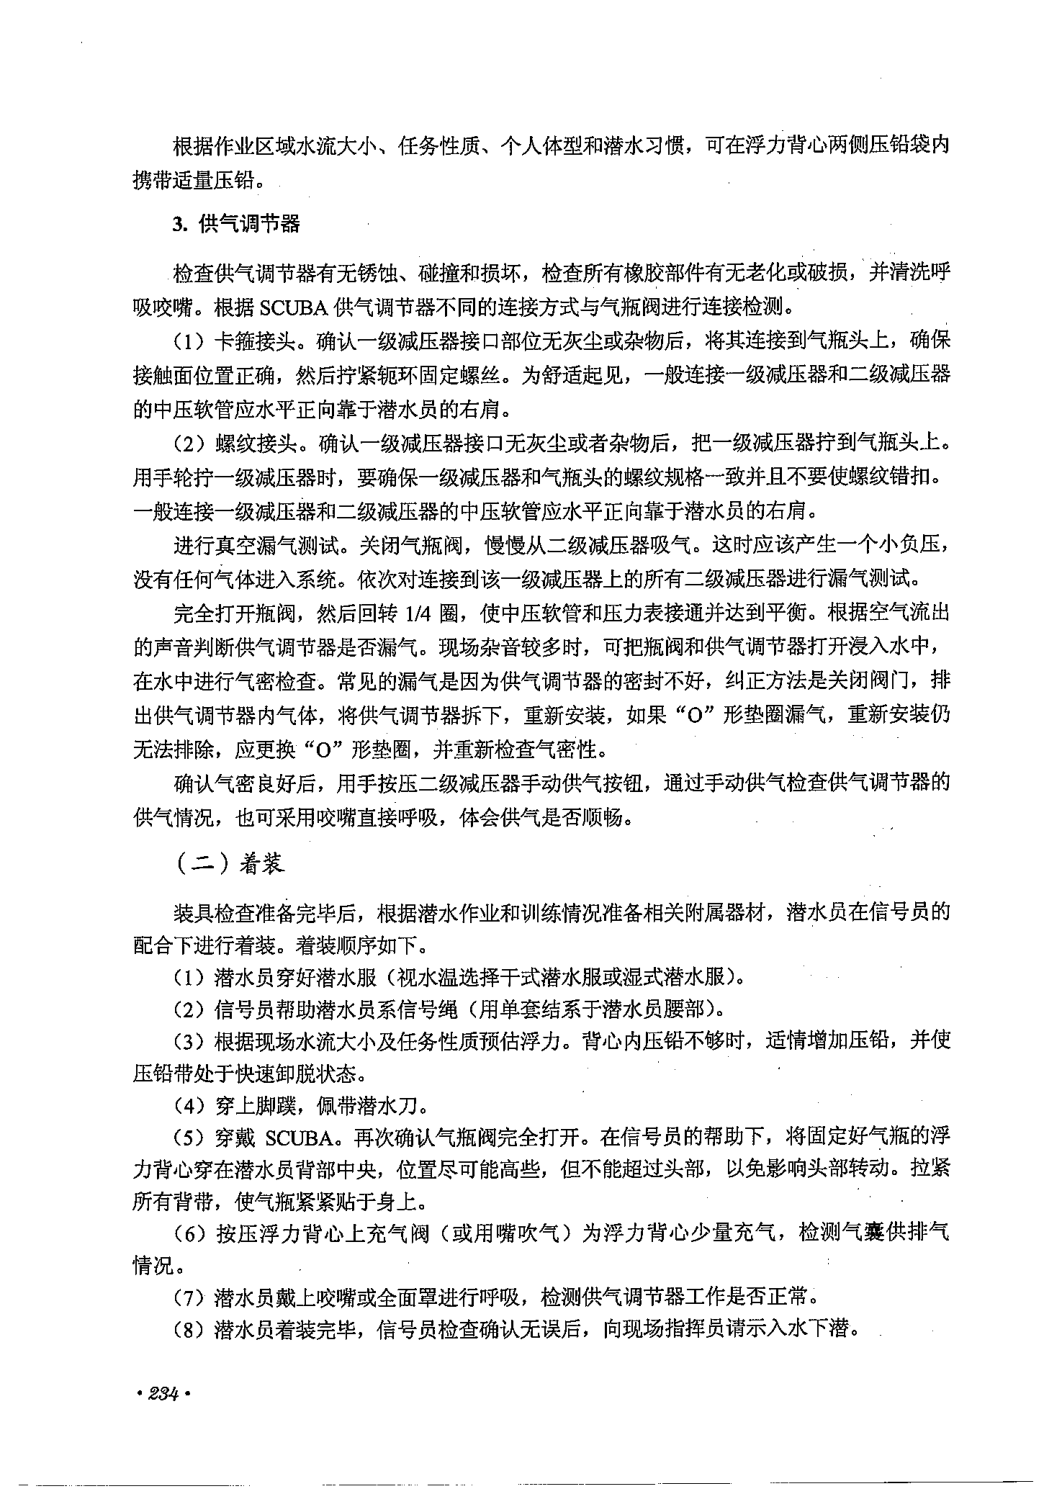 根据作业区域水流大小、任务性质、个人体型和潜水习惯，可在浮力背心两侧压铅袋内
携带适量压铅。
3. 供气调节器
检查供气调节器有无锈蚀、碰撞和损坏，检查所有橡胶部件有无老化或破损，并清洗呼
吸咬嘴。根据 SCUBA 供气调节器不同的连接方式与气瓶阀进行连接检测。
（1）卡箍接头。确认一级减压器接口部位无灰尘或杂物后，将其连接到气瓶头上，确保
接触面位置正确，然后拧紧轭环固定螺丝。为舒适起见，一般连接一级减压器和二级减压器
的中压软管应水平正向靠于潜水员的右肩。
（2）螺纹接头。确认一级减压器接口无灰尘或者杂物后，把一级减压器拧到气瓶头上。
用手轮拧一级减压器时，要确保一级减压器和气瓶头的螺纹规格一致并且不要使螺纹错扣。
一般连接一级减压器和二级减压器的中压软管应水平正向靠于潜水员的右肩。
进行真空漏气测试。关闭气瓶阀，慢慢从二级减压器吸气。这时应该产生一个小负压，
没有任何气体进入系统。依次对连接到该一级减压器上的所有二级减压器进行漏气测试。
完全打开瓶阀，然后回转 1/4 圈，使中压软管和压力表接通并达到平衡。根据空气流出
的声音判断供气调节器是否漏气。现场杂音较多时，可把瓶阀和供气调节器打开浸入水中，
在水中进行气密检查。常见的漏气是因为供气调节器的密封不好，纠正方法是关闭阀门，排
出供气调节器内气体，将供气调节器拆下，重新安装，如果“O”形垫圈漏气，重新安装仍
无法排除，应更换“O”形垫圈，并重新检查气密性。
确认气密良好后，用手按压二级减压器手动供气按钮，通过手动供气检查供气调节器的
供气情况，也可采用咬嘴直接呼吸，体会供气是否顺畅。
（二）着装
装具检查准备完毕后，根据潜水作业和训练情况准备相关附属器材，潜水员在信号员的
配合下进行着装。着装顺序如下。
（1）潜水员穿好潜水服（视水温选择干式潜水服或湿式潜水服）。
（2）信号员帮助潜水员系信号绳（用单套结系于潜水员腰部）。
（3）根据现场水流大小及任务性质预估浮力。背心内压铅不够时，适情增加压铅，并使
压铅带处于快速卸脱状态。
（4）穿上脚蹼，佩带潜水刀。
（5）穿戴 SCUBA。再次确认气瓶阀完全打开。在信号员的帮助下，将固定好气瓶的浮
力背心穿在潜水员背部中央，位置尽可能高些，但不能超过头部，以免影响头部转动。拉紧
所有背带，使气瓶紧紧贴于身上。
（6）按压浮力背心上充气阀（或用嘴吹气）为浮力背心少量充气，检测气囊供排气
情况。
（7）潜水员戴上咬嘴或全面罩进行呼吸，检测供气调节器工作是否正常。
（8）潜水员着装完毕，信号员检查确认无误后，向现场指挥员请示入水下潜。
·234·